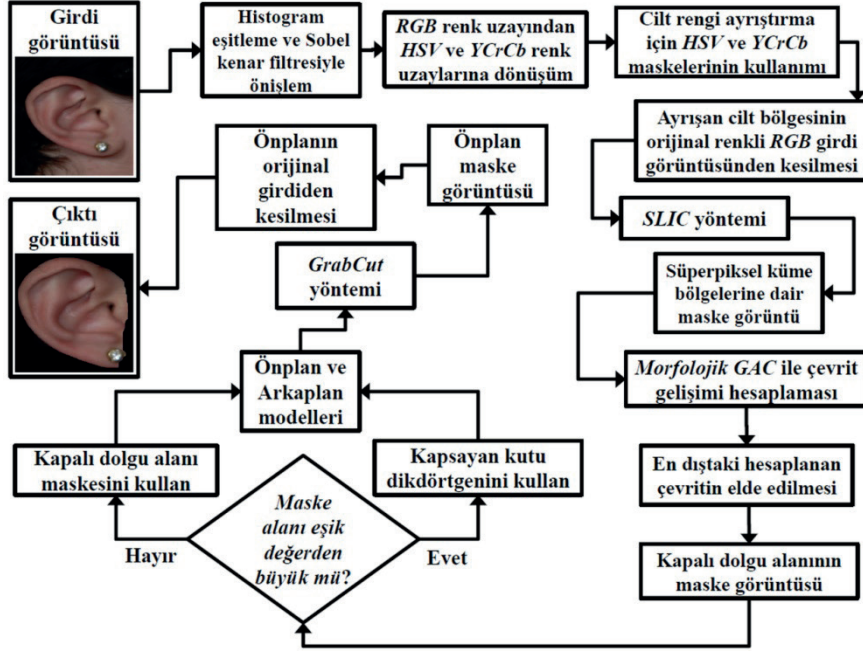 Girdi
görüntüsü
Histogram
eşitleme ve Sobel
kenar filtresiyle
önişlem
RGB renk uzayından
HSV ve YCrCb renk
uzaylarına dönüşüm
Cilt rengi ayrıştırma
için HSV ve YCrCb
maskelerinin kullanımı
Ayrışan cilt bölgesinin
orijinal renkli RGB girdi
görüntüsünden kesilmesi
SLIC yöntemi
Süperpiksel küme
bölgelerine dair
maske görüntü
Morfolojik GAC ile çevrit
gelişimi hesaplaması
En dıştaki hesaplanan
çevritin elde edilmesi
Kapalı dolgu alanının
maske görüntüsü
Maske
alanı eşik
değerden
büyük mü?
Hayır
Evet
Kapalı dolgu alanı
maskesini kullan
Kapsayan kutu
dikdörtgenini kullan
Önplan ve
Arkaplan
modelleri
GrabCut
yöntemi
Önplan
maske
görüntüsü
Önplanın
orijinal
girdiden
kesilmesi
Çıktı
görüntüsü